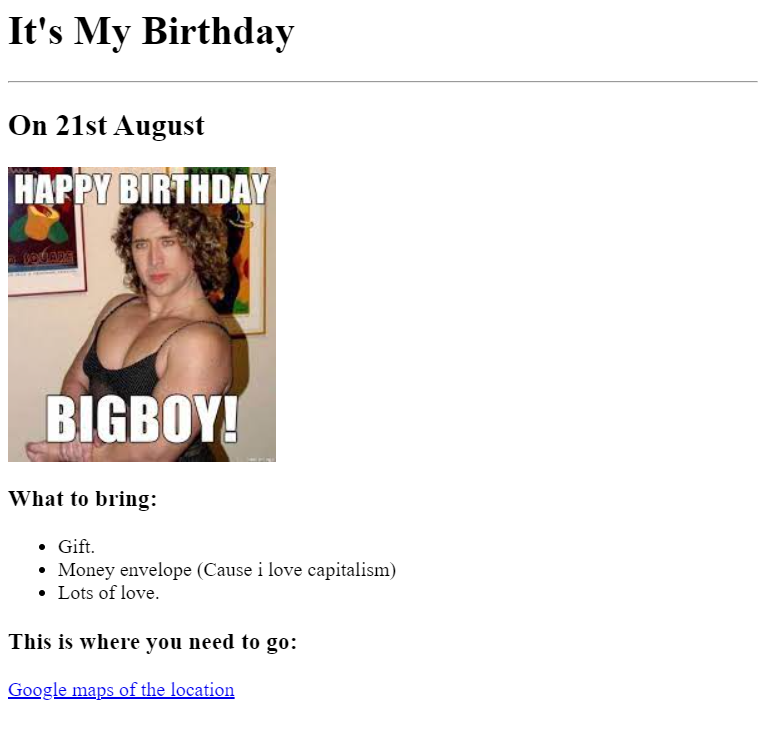 It's My Birthday
On 21st August
HAPPY BIRTHDAY
SQUARE
BIGBOY!
What to bring:
Gift.
Money envelope (Cause i love capitalism)
Lots of love.
This is where you need to go:
Google maps of the location